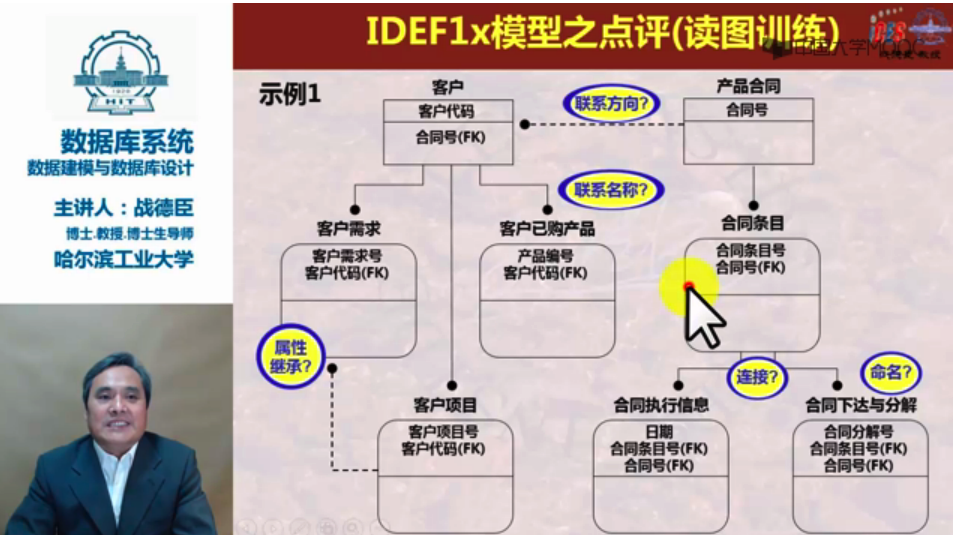 IDEF1x模型之点评(读图训练)
中国大学MOOC
HIT
数据库系统
数据建模与数据库设计
主讲人：战德臣
博士.教授.博士生导师
哈尔滨工业大学
示例1
客户
客户代码
合同号(FK)
联系方向?
产品合同
合同号
联系名称?
客户需求
客户需求号
客户代码(FK)
客户已购产品
产品编号
客户代码(FK)
合同条目
合同条目号
合同号(FK)
属性
继承?
连接?
命名?
客户项目
客户项目号
客户代码(FK)
合同执行信息
日期
合同条目号(FK)
合同号(FK)
合同下达与分解
合同分解号
合同条目号(FK)
合同号(FK)